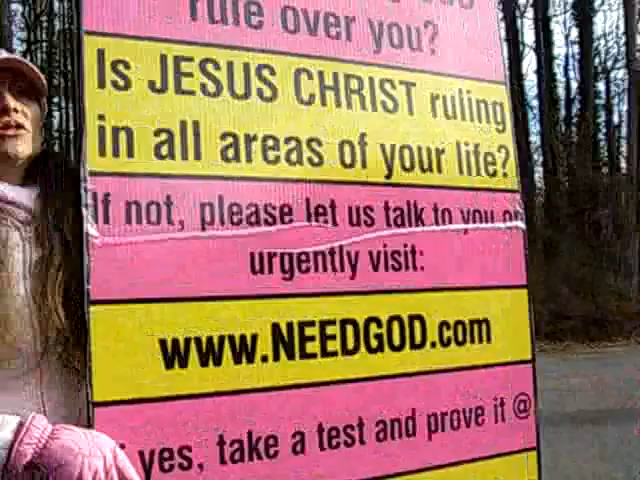 rule over you?
Is JESUS CHRIST ruling
in all areas of your life?
If not, please let us talk to you or
urgently visit:
www.NEEDGOD.com
yes, take a test and prove it @